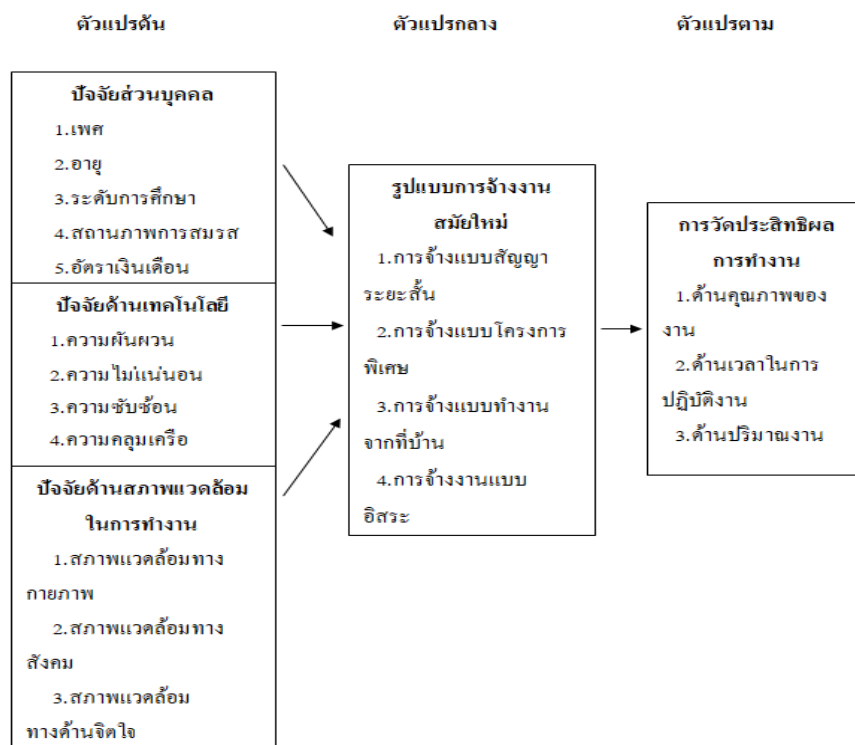 ตัวแปรต้น
ตัวแปรกลาง
ตัวแปรตาม
ปัจจัยส่วนบุคคล
1.เพศ
2.อายุ
3.ระดับการศึกษา
4.สถานภาพการสมรส
5.อัตราเงินเดือน
ปัจจัยด้านเทคโนโลยี
1.ความผันผวน
2.ความไม่แน่นอน
3.ความซับซ้อน
4.ความคลุมเครือ
ปัจจัยด้านสภาพแวดล้อม
ในการทำงาน
1.สภาพแวดล้อมทาง
กายภาพ
2.สภาพแวดล้อมทาง
สังคม
3.สภาพแวดล้อม
ทางด้านจิตใจ
รูปแบบการจ้างงาน
สมัยใหม่
1.การจ้างแบบสัญญา
ระยะสั้น
2.การจ้างแบบโครงการ
พิเศษ
3.การจ้างแบบทำงาน
จากที่บ้าน
4.การจ้างงานแบบ
อิสระ
การวัดประสิทธิผล
การทำงาน
1.ด้านคุณภาพของ
งาน
2.ด้านเวลาในการ
ปฏิบัติงาน
3.ด้านปริมาณงาน